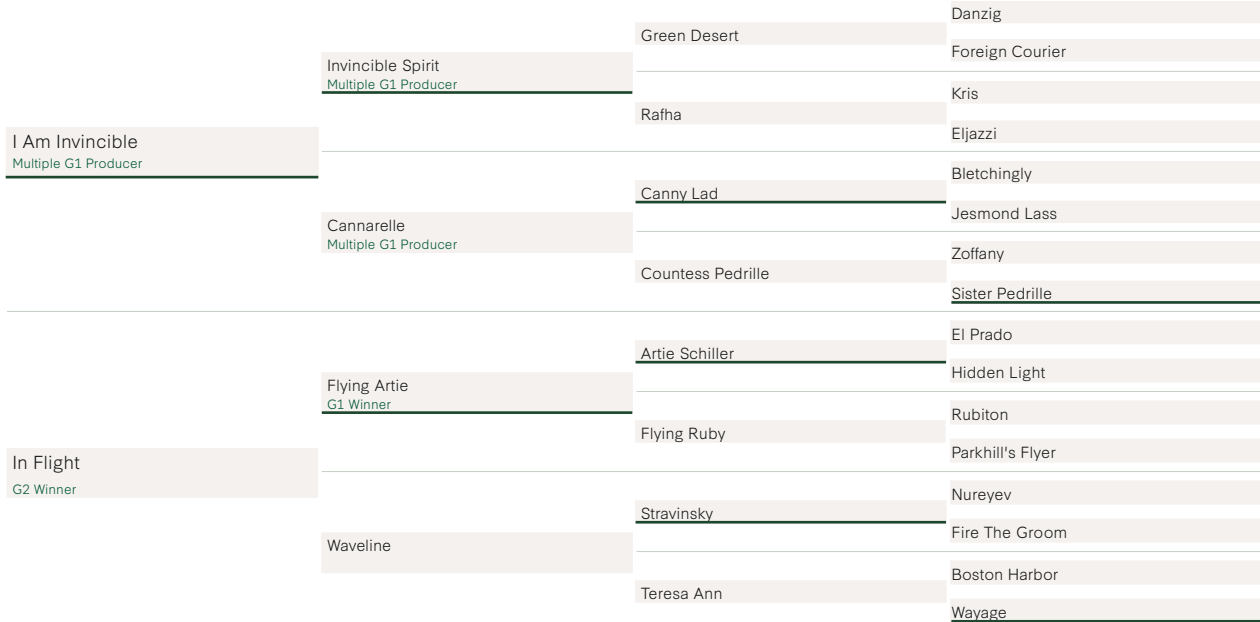 I Am Invincible
Multiple G1 Producer
In Flight
G2 Winner
Invincible Spirit
Multiple G1 Producer
Cannarelle
Multiple G1 Producer
Flying Artie
G1 Winner
Waveline
Green Desert
Rafha
Canny Lad
Countess Pedrille
Artie Schiller
Flying Ruby
Stravinsky
Teresa Ann
Danzig
Foreign Courier
Kris
Eljazzi
Bletchingly
Jesmond Lass
Zoffany
Sister Pedrille
El Prado
Hidden Light
Rubiton
Parkhill's Flyer
Nureyev
Fire The Groom
Boston Harbor
Wayage